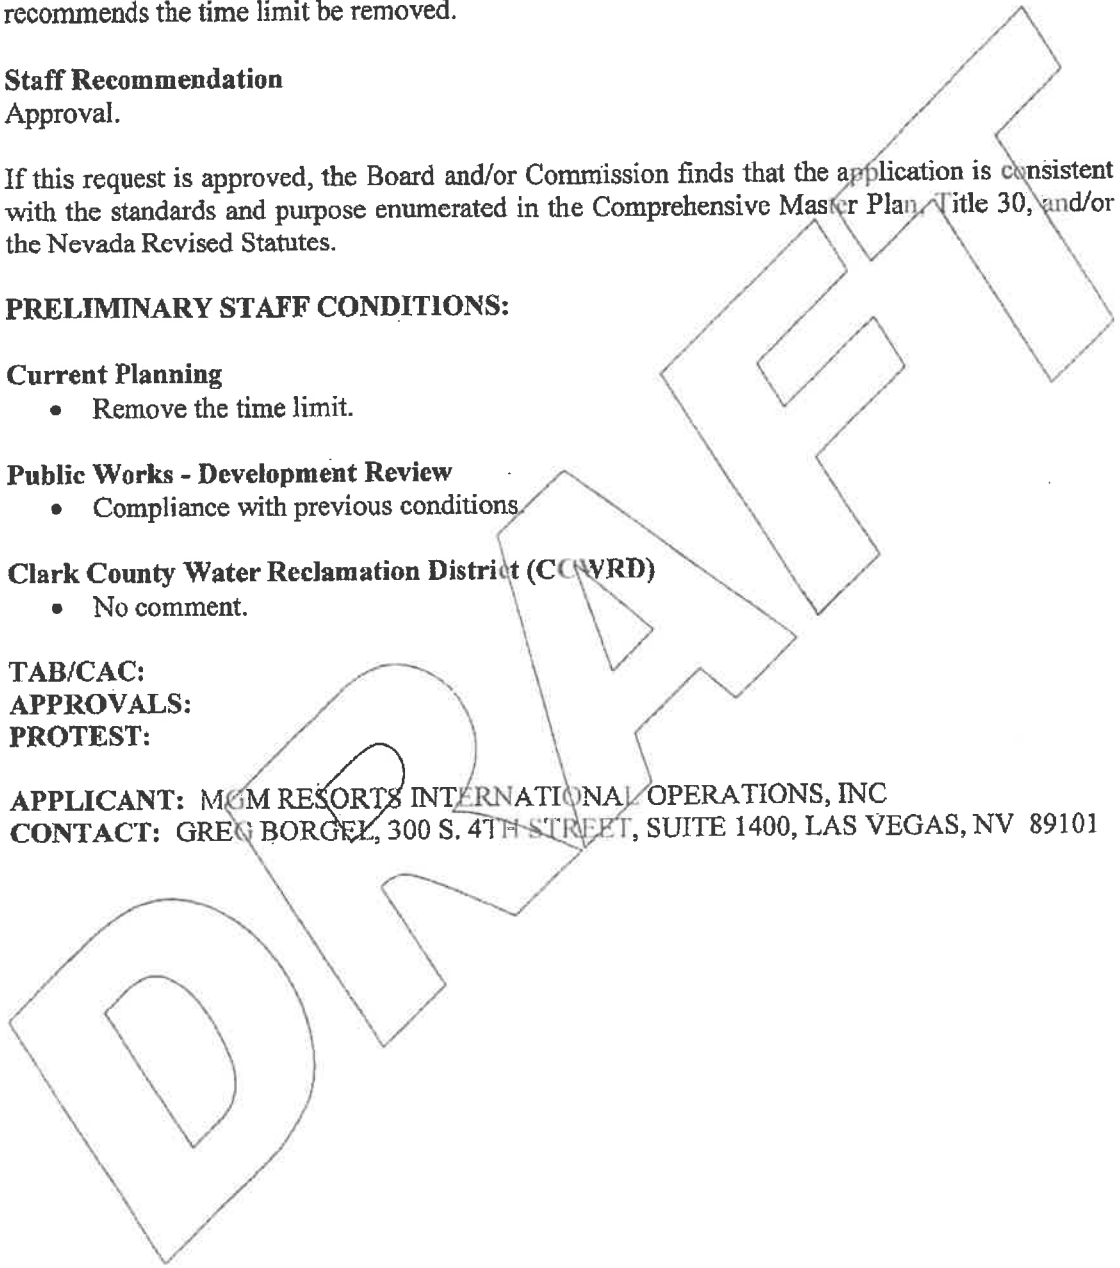 recommends the time limit be removed.
Staff Recommendation
Approval.
If this request is approved, the Board and/or Commission finds that the application is consistent
with the standards and purpose enumerated in the Comprehensive Master Plan, Title 30, and/or
the Nevada Revised Statutes.
PRELIMINARY STAFF CONDITIONS:
Current Planning
• Remove the time limit.
Public Works - Development Review
• Compliance with previous conditions.
Clark County Water Reclamation District (CCWRD)
• No comment.
TAB/CAC:
APPROVALS:
PROTEST:
APPLICANT: MGM RESORTS INTERNATIONAL OPERATIONS, INC
CONTACT: GREG BORGEL, 300 S. 4TH STREET, SUITE 1400, LAS VEGAS, NV 89101
DRAFT